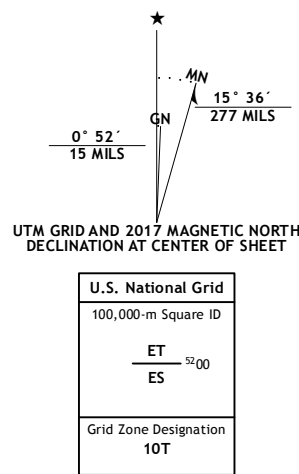 MN
GN
15° 36´
277 MILS
0° 52´
15 MILS
UTM GRID AND 2017 MAGNETIC NORTH
DECLINATION AT CENTER OF SHEET
U.S. National Grid
100,000-m Square ID
ET
5200
ES
Grid Zone Designation
10T